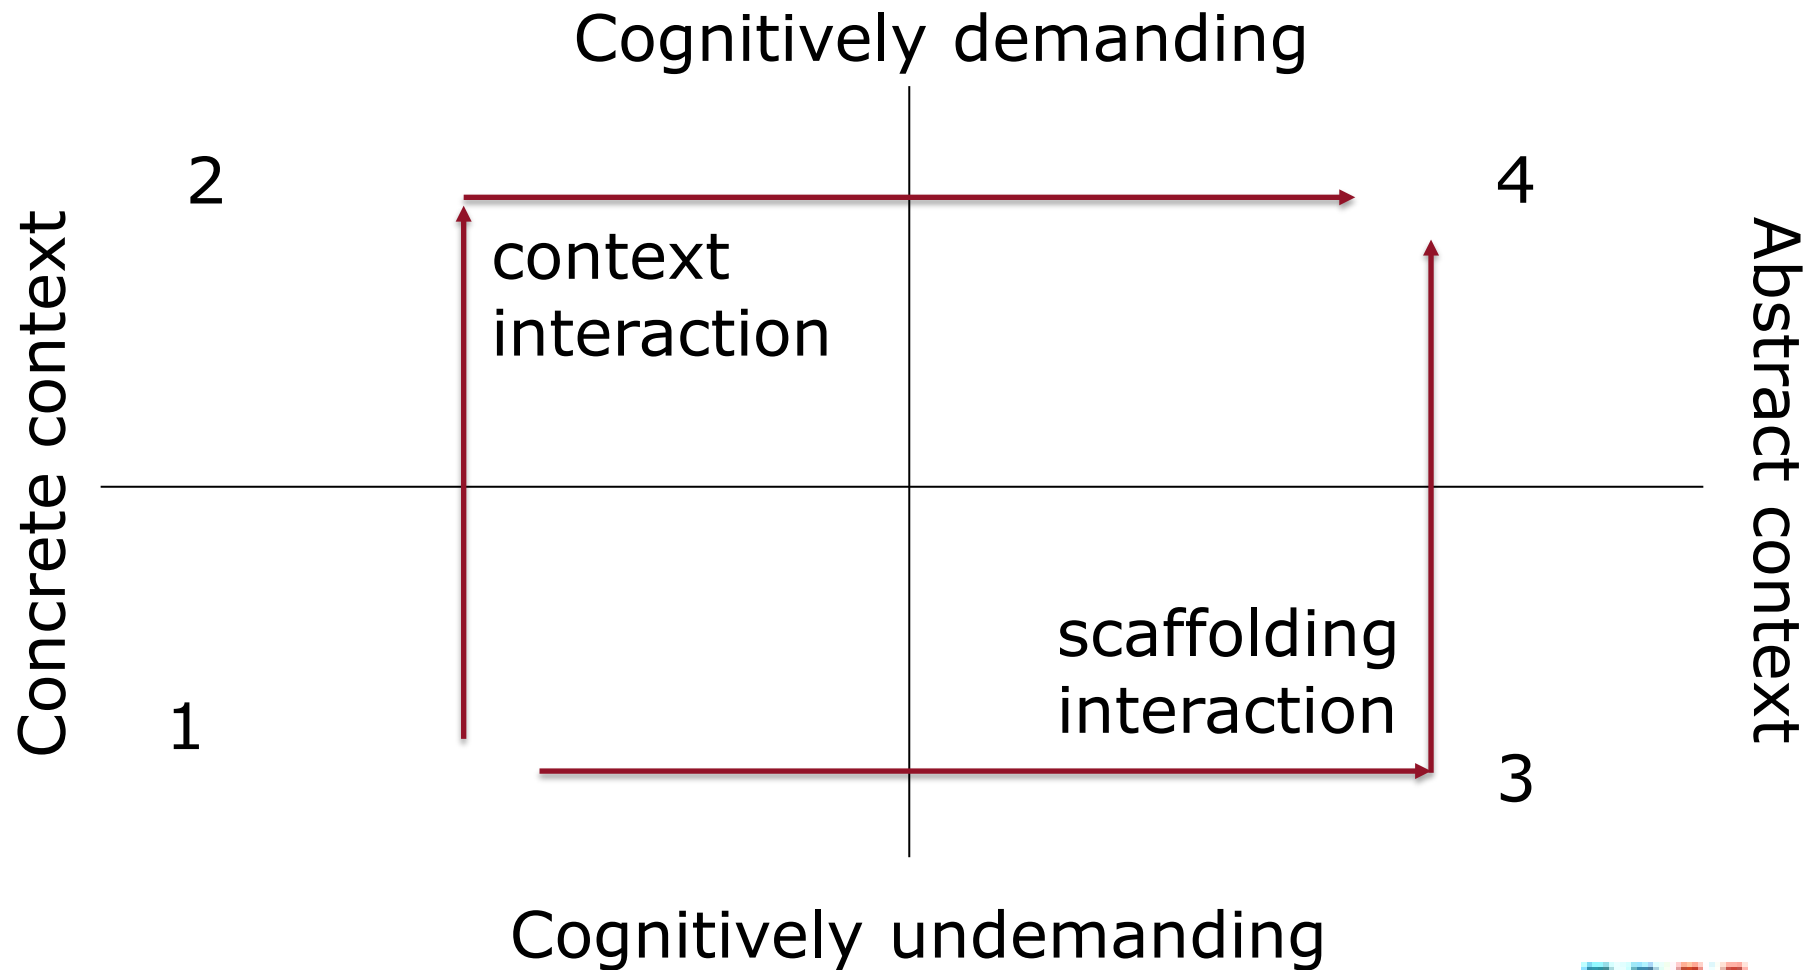 Cognitively demanding
2
4
Concrete context
context
interaction
Abstract context
scaffolding
interaction
1
3
Cognitively undemanding